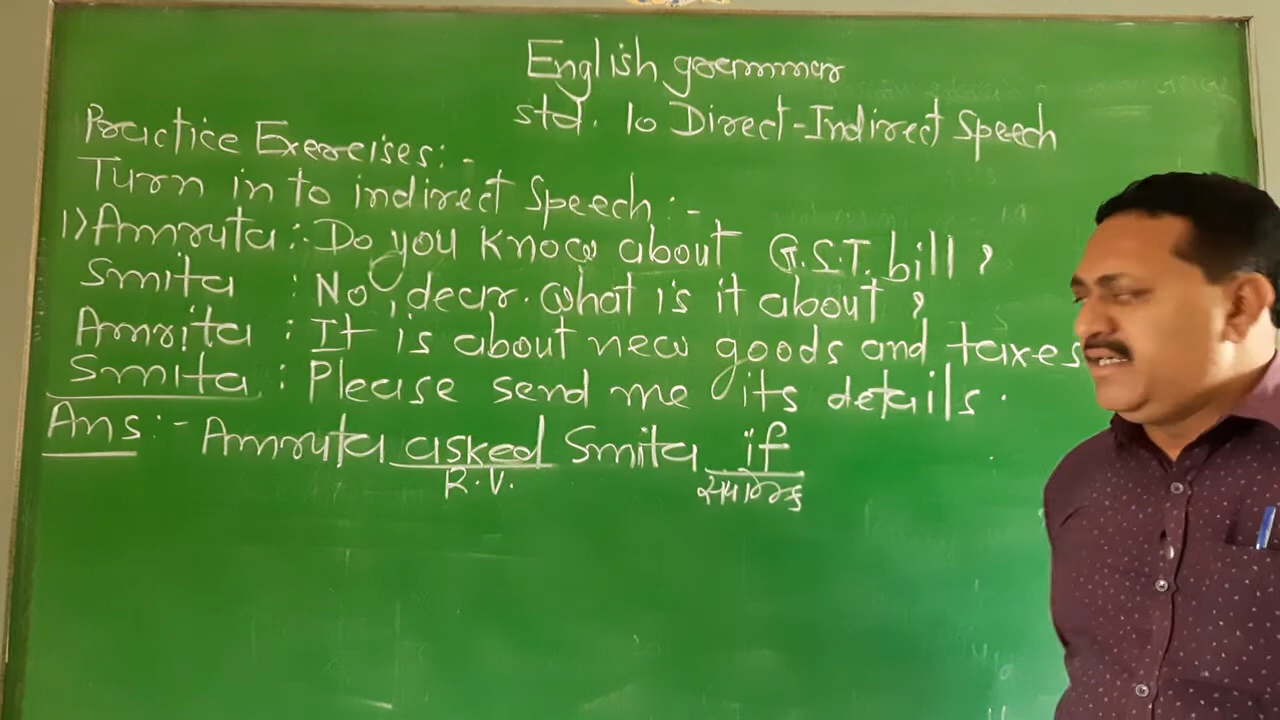 English grammar
std. 10 Direct-Indirect Speech
Practice Exercises:-
Turn in to indirect Speech:-
1) Amruta:- Do you know about G.S.T. bill?
Smita : No, dear. What is it about?
Amrita : It is about new goods and taxes
Smita : Please send me its details.
Ans:- Amruta asked Smita if
R.V.